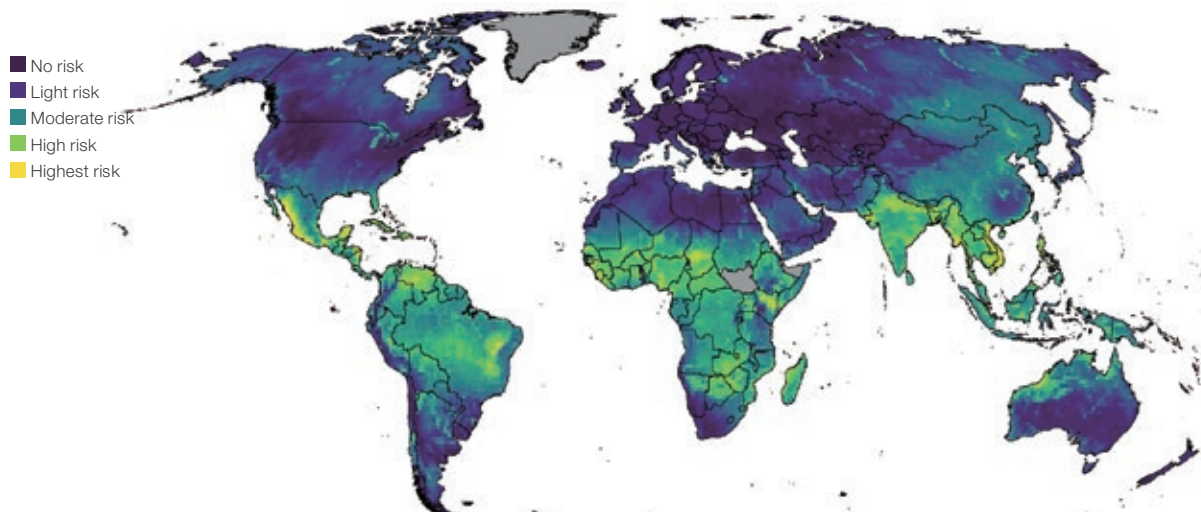 No risk
Light risk
Moderate risk
High risk
Highest risk